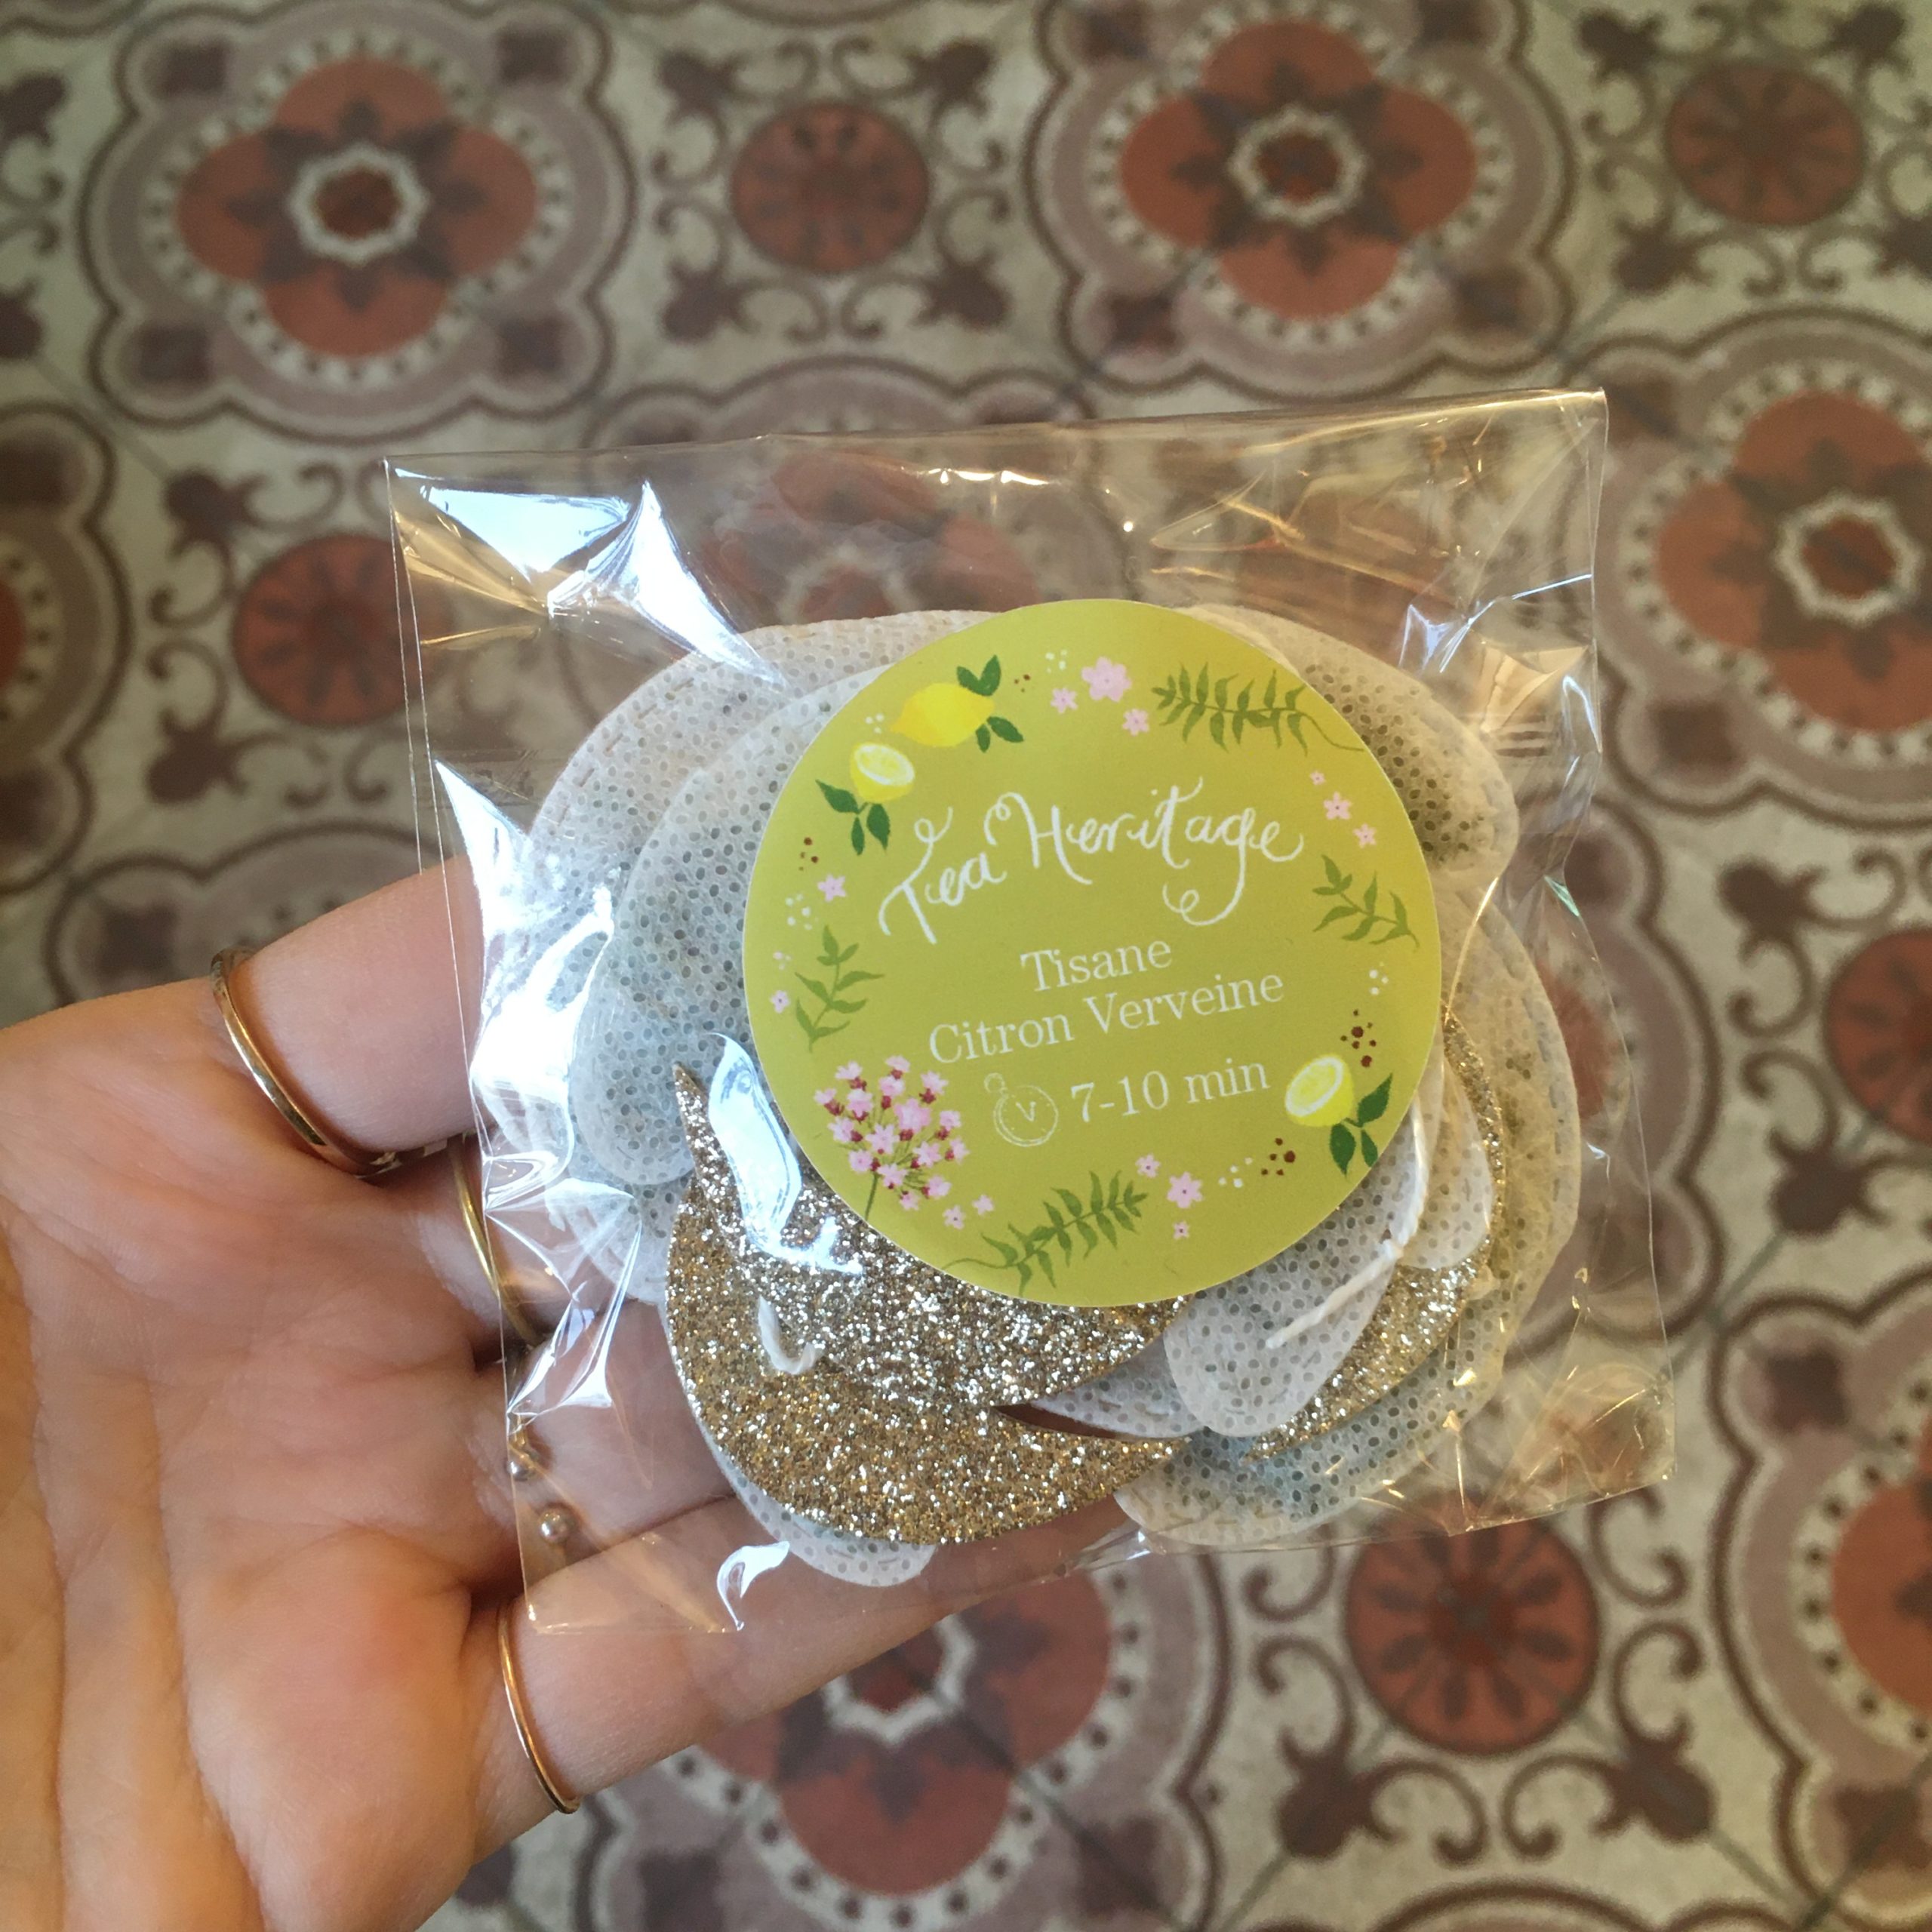 Tea Heritage
Tisane
Citron Verveine
7-10 min